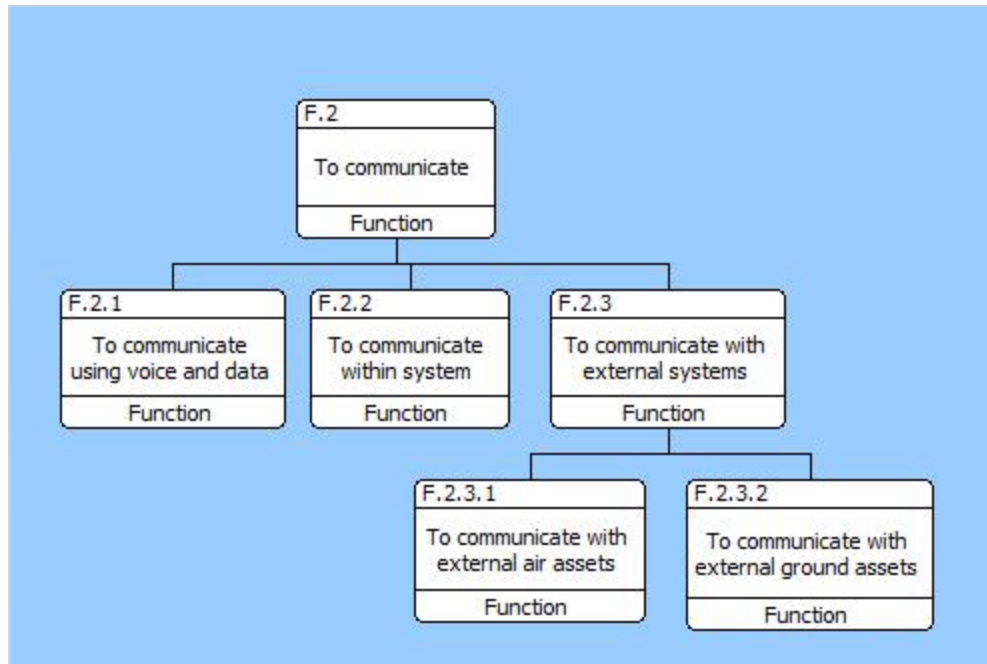 F.2
To communicate
Function
F.2.1
To communicate
using voice and data
Function
F.2.2
To communicate
within system
Function
F.2.3
To communicate with
external systems
Function
F.2.3.1
To communicate with
external air assets
Function
F.2.3.2
To communicate with
external ground assets
Function